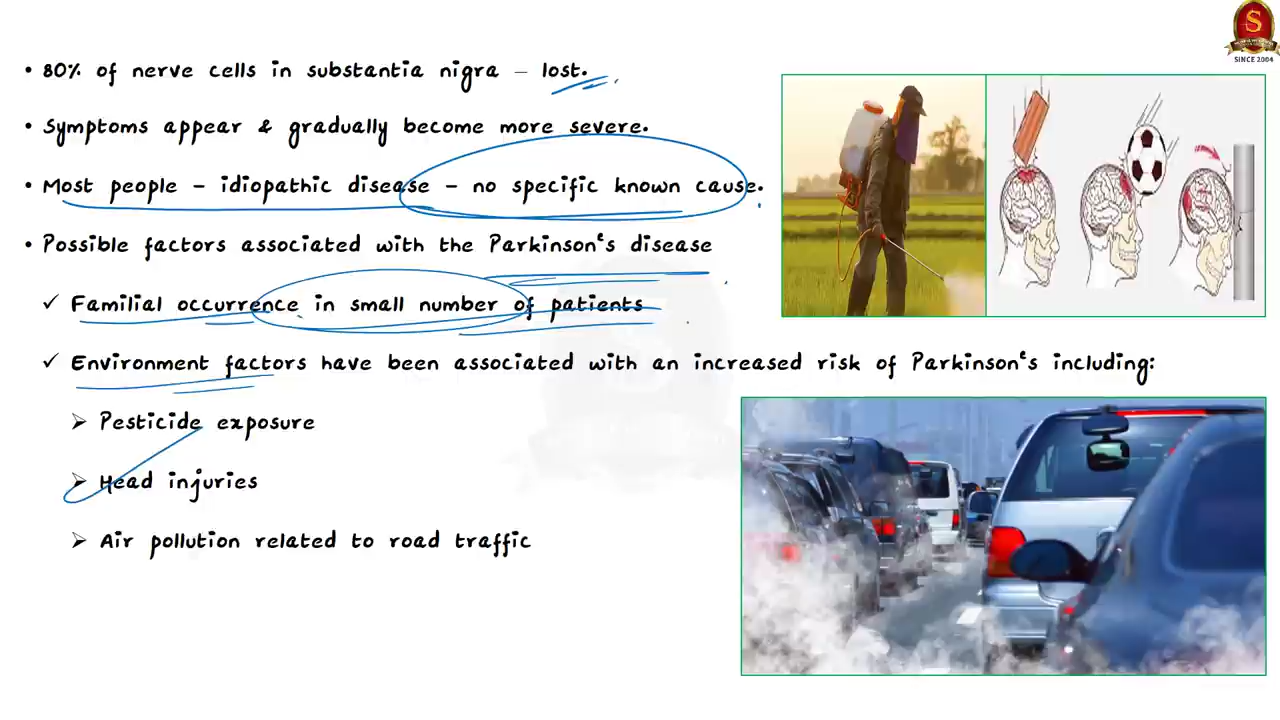 • 80% of nerve cells in substantia nigra – lost.
• Symptoms appear & gradually become more severe.
• Most people – idiopathic disease – no specific known cause.
• Possible factors associated with the Parkinson's disease
✓ Familial occurrence in small number of patients
✓ Environment factors have been associated with an increased risk of Parkinson's including:
➢ Pesticide exposure
➢ Head injuries
➢ Air pollution related to road traffic
S
SINCE 2004